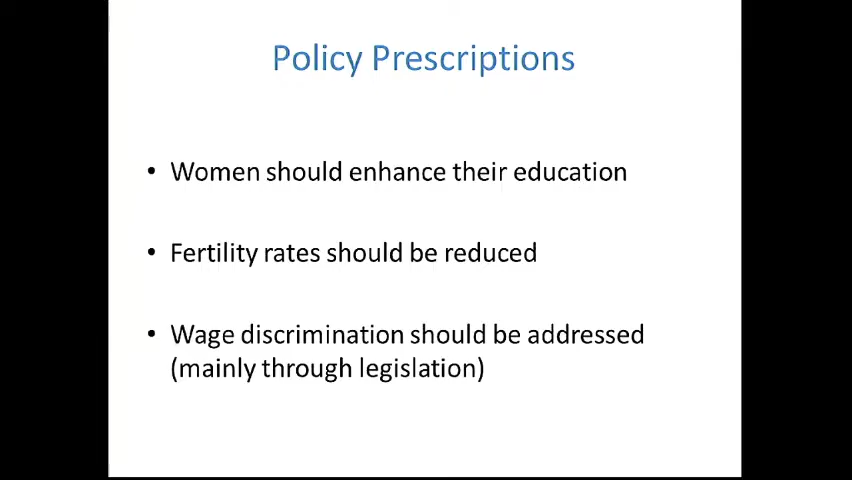 Policy Prescriptions
• Women should enhance their education
• Fertility rates should be reduced
• Wage discrimination should be addressed
(mainly through legislation)